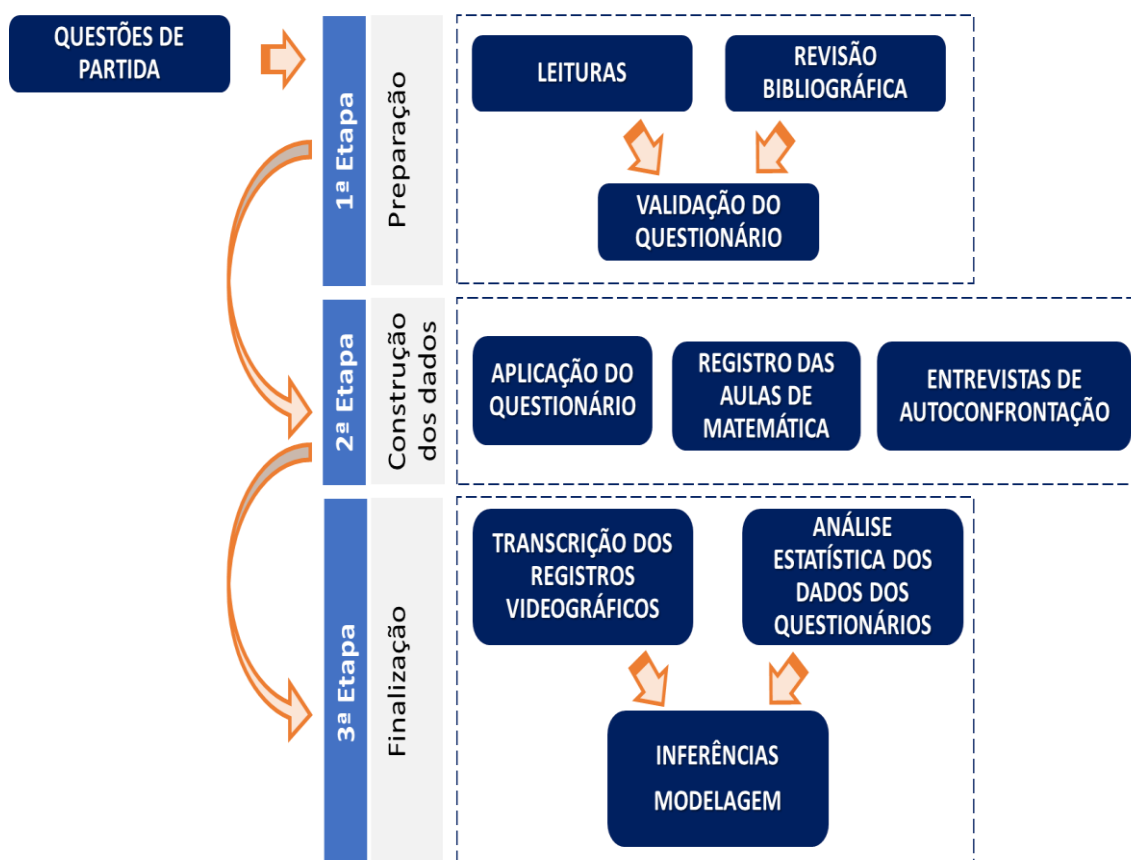 QUESTÕES DE
PARTIDA
1ª Etapa
Preparação
LEITURAS
REVISÃO
BIBLIOGRÁFICA
VALIDAÇÃO DO
QUESTIONÁRIO
2ª Etapa
Construção
dos dados
APLICAÇÃO DO
QUESTIONÁRIO
REGISTRO DAS
AULAS DE
MATEMÁTICA
ENTREVISTAS DE
AUTOCONFRONTAÇÃO
3ª Etapa
Finalização
TRANSCRIÇÃO DOS
REGISTROS
VIDEOGRÁFICOS
ANÁLISE
ESTATÍSTICA DOS
DADOS DOS
QUESTIONÁRIOS
INFERÊNCIAS
MODELAGEM